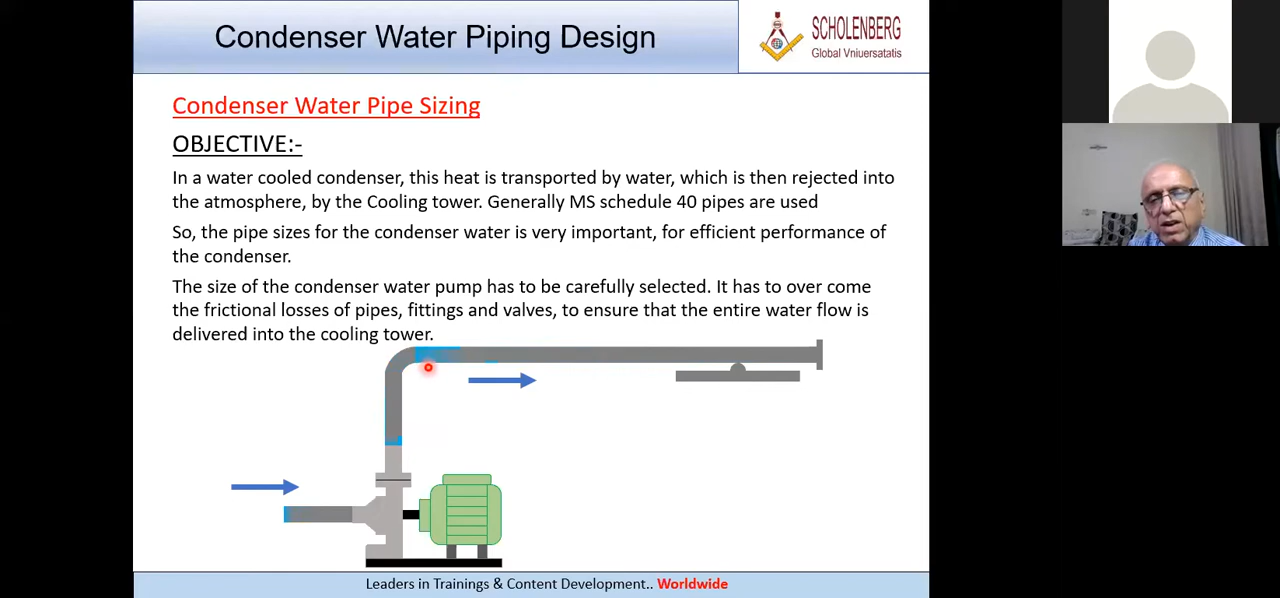 Condenser Water Piping Design
SCHOLENBERG
Global Vniuersatatis
Condenser Water Pipe Sizing
OBJECTIVE:-
In a water cooled condenser, this heat is transported by water, which is then rejected into
the atmosphere, by the Cooling tower. Generally MS schedule 40 pipes are used
So, the pipe sizes for the condenser water is very important, for efficient performance of
the condenser.
The size of the condenser water pump has to be carefully selected. It has to over come
the frictional losses of pipes, fittings and valves, to ensure that the entire water flow is
delivered into the cooling tower.
Leaders in Trainings & Content Development.. Worldwide